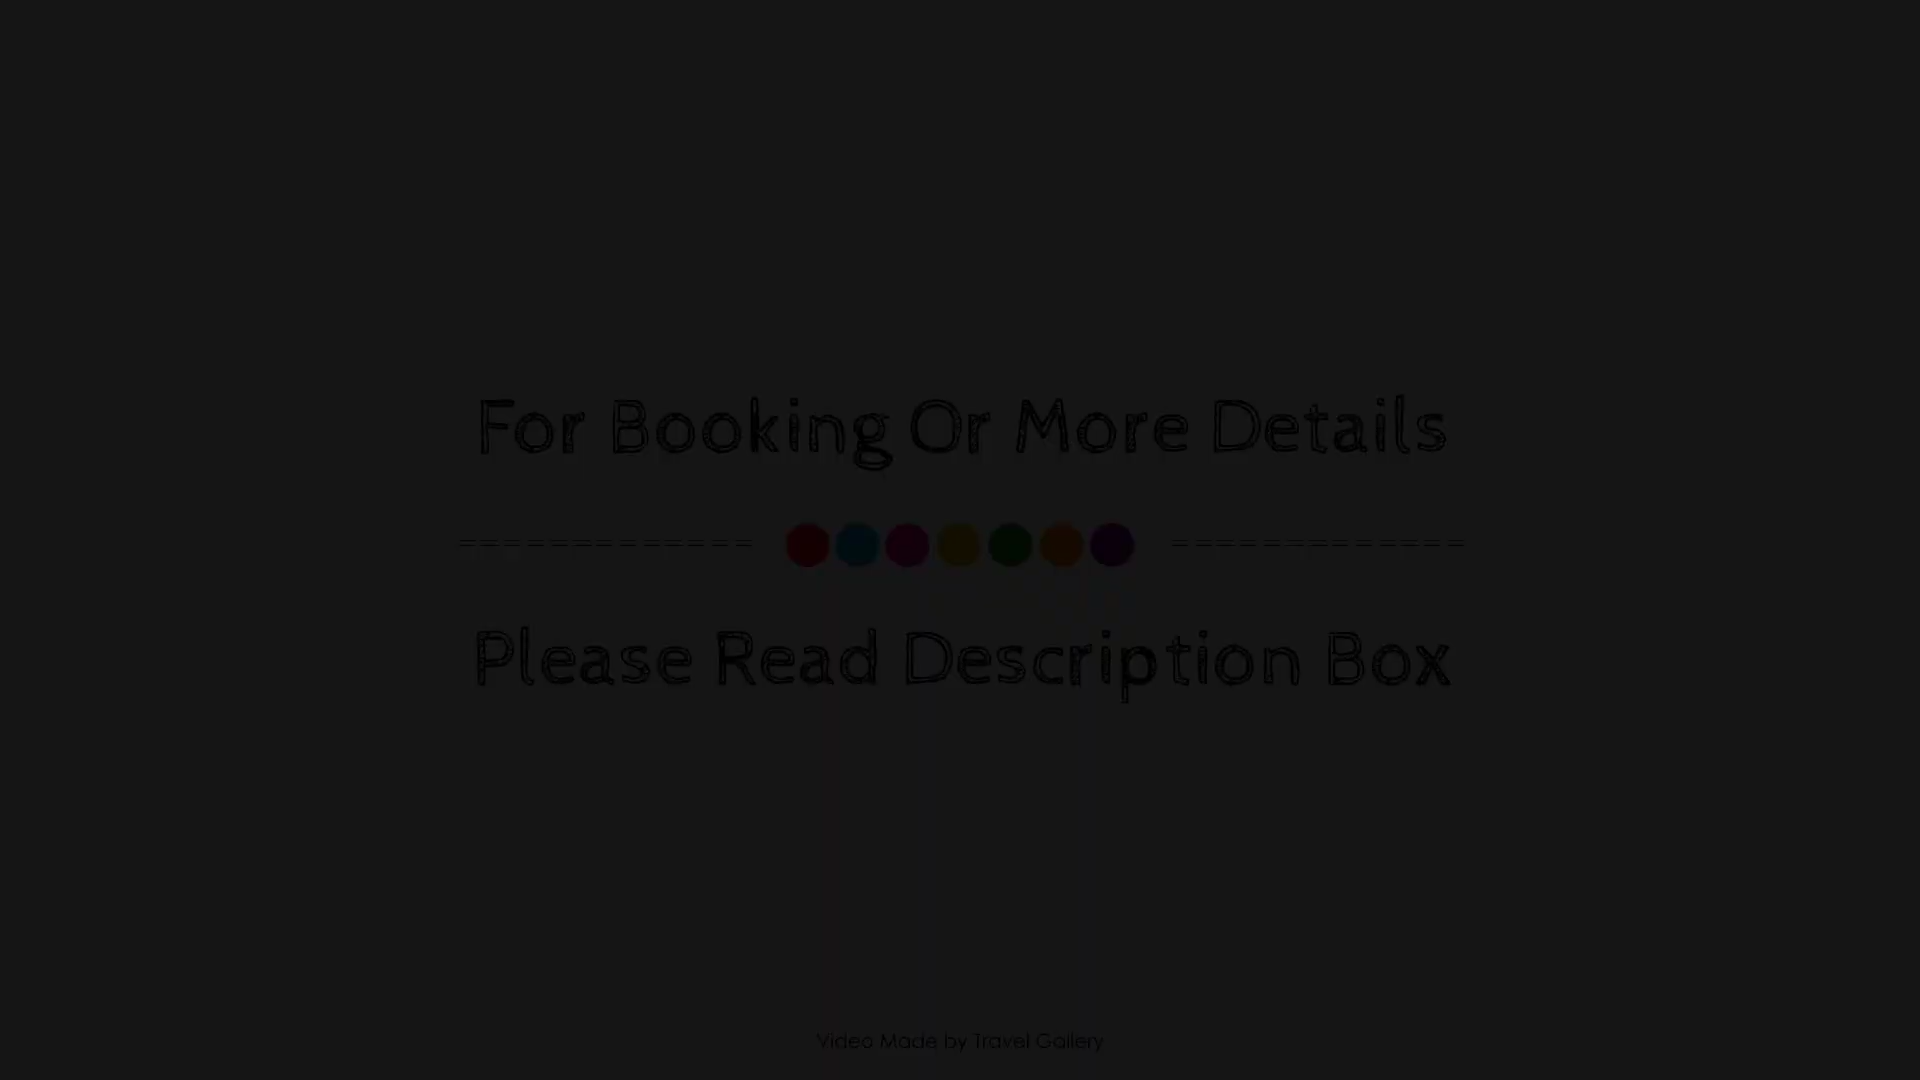 For Booking Or More Details
============= =============
Please Read Description Box
Video Made by Travel Gallery